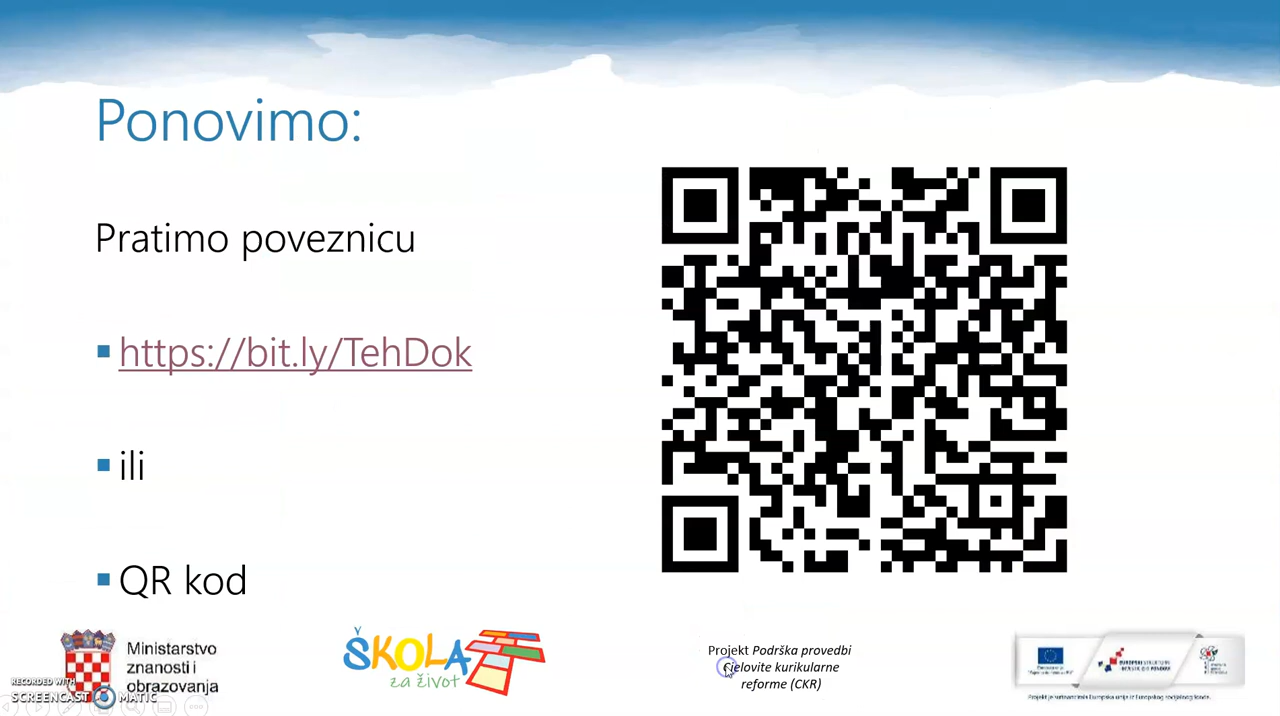 Ponovimo:
Pratimo poveznicu
https://bit.ly/TehDok
ili
QR kod
Ministarstvo
znanosti i
obrazovanja
ŠKOLA
za život
Projekt Podrška provedbi
cjelovite kurikularne
reforme (CKR)
RECORDED WITH
SCREENCAST MATIC